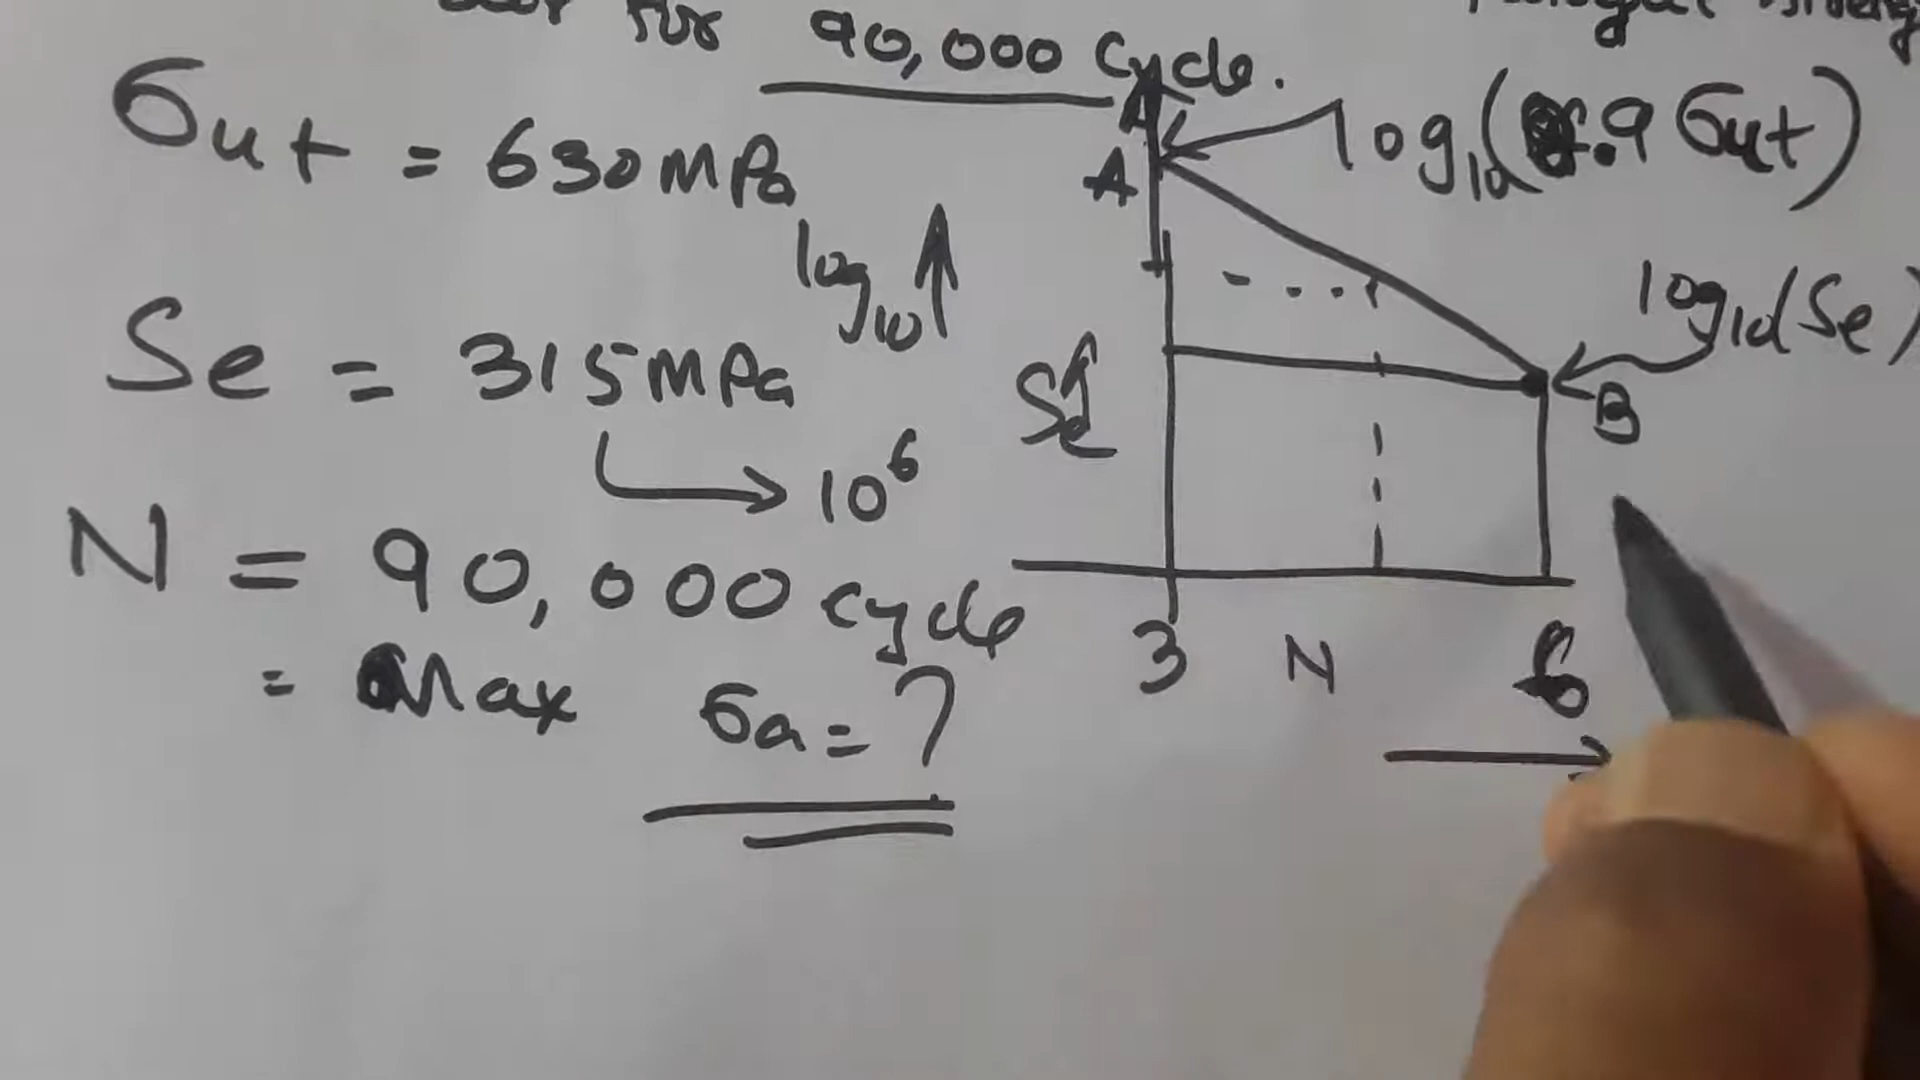 for 90,000 Cycle.
σut = 630 MPa
A log10(0.9 σut)
log10
Se = 315 MPa
Se
log10(Se)
B
10^6
N = 90,000 cycle
3 N 6
= Max σa = ?